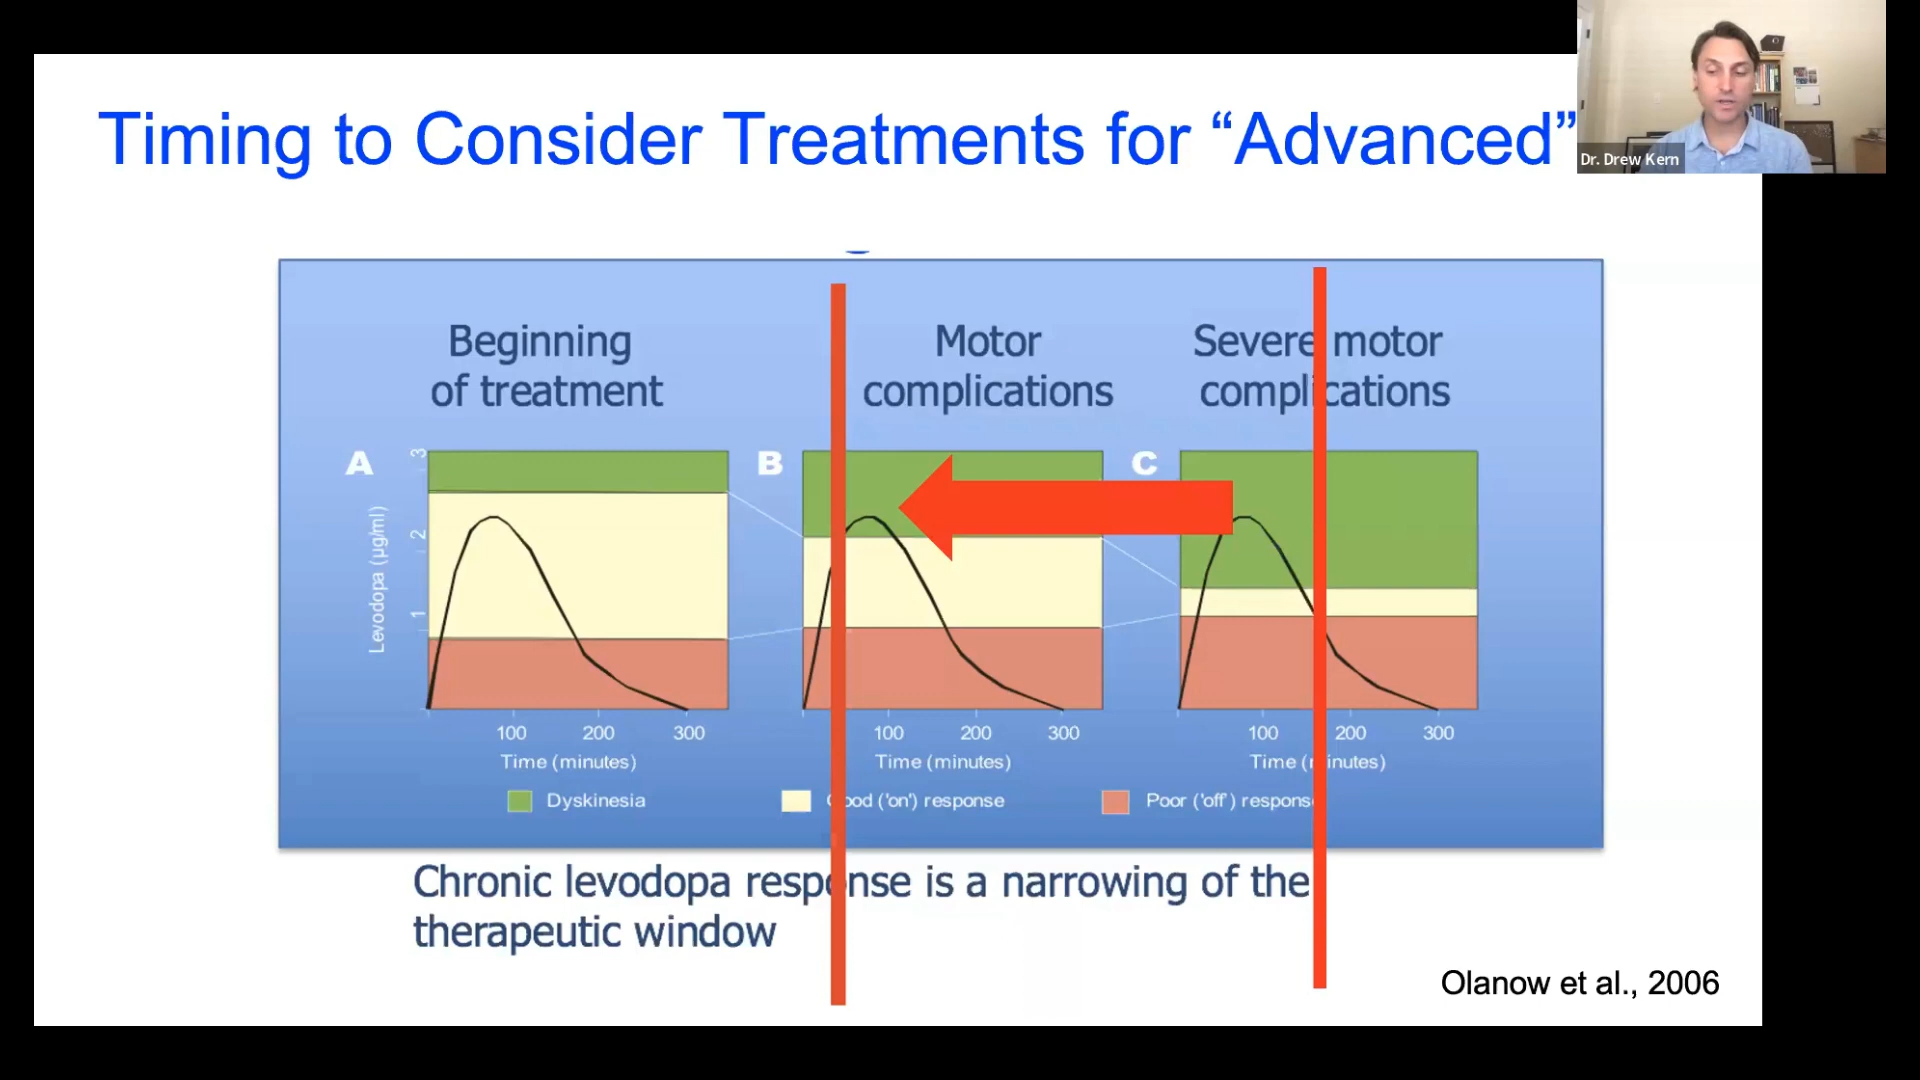 Timing to Consider Treatments for “Advanced”
Dr. Drew Kern
Beginning
of treatment
Motor
complications
Severe motor
complications
A
B
C
Levodopa (µg/ml)
3
2
1
100 200 300
100 200 300
100 200 300
Time (minutes)
Time (minutes)
Time (minutes)
Dyskinesia
Good ('on') response
Poor ('off') response
Chronic levodopa response is a narrowing of the
therapeutic window
Olanow et al., 2006